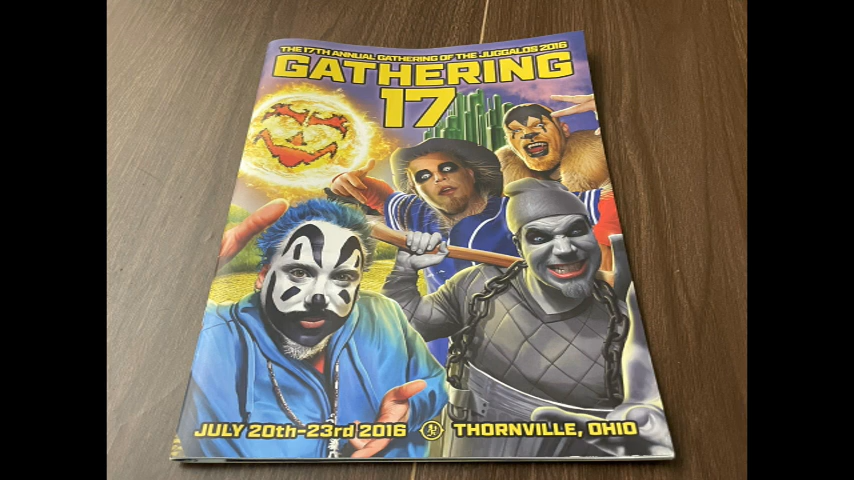 THE 17TH ANNUAL GATHERING OF THE JUGGALOS 2016
GATHERING
17
JULY 20th-23rd 2016 THORNVILLE, OHIO